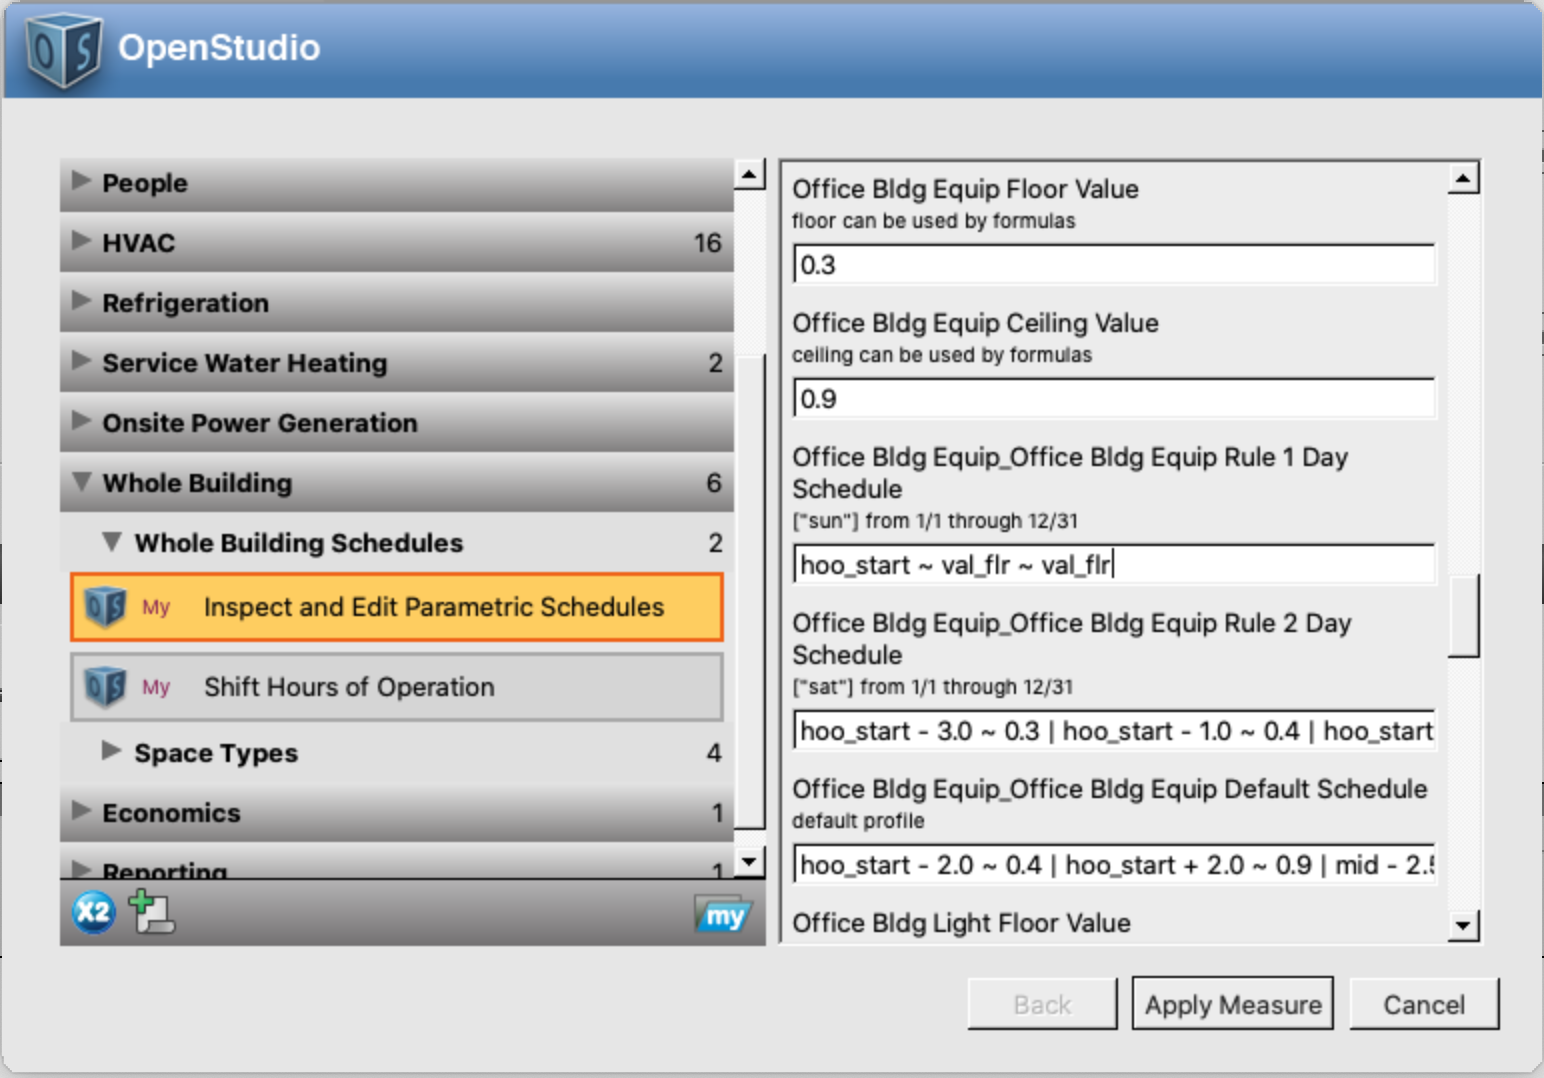 OpenStudio
People
HVAC 16
Refrigeration
Service Water Heating 2
Onsite Power Generation
Whole Building 6
Whole Building Schedules 2
My Inspect and Edit Parametric Schedules
My Shift Hours of Operation
Space Types 4
Economics 1
Reporting 1
X2
my
Office Bldg Equip Floor Value
floor can be used by formulas
0.3
Office Bldg Equip Ceiling Value
ceiling can be used by formulas
0.9
Office Bldg Equip_Office Bldg Equip Rule 1 Day
Schedule
["sun"] from 1/1 through 12/31
hoo_start ~ val_flr ~ val_flr
Office Bldg Equip_Office Bldg Equip Rule 2 Day
Schedule
["sat"] from 1/1 through 12/31
hoo_start - 3.0 ~ 0.3 | hoo_start - 1.0 ~ 0.4 | hoo_start
Office Bldg Equip_Office Bldg Equip Default Schedule
default profile
hoo_start - 2.0 ~ 0.4 | hoo_start + 2.0 ~ 0.9 | mid - 2.5
Office Bldg Light Floor Value
Back
Apply Measure
Cancel